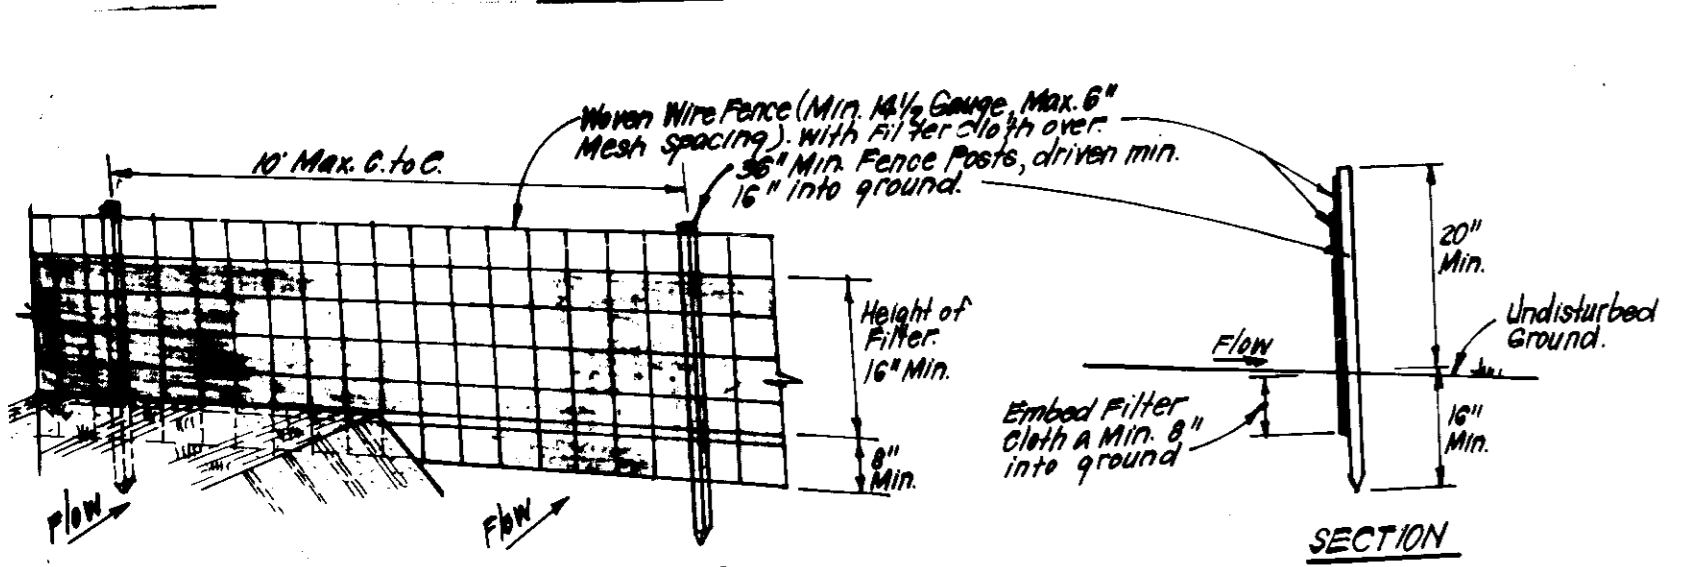 Woven Wire Fence (Min. 14½ Gauge, Max. 6"
Mesh spacing). With Filter cloth over.
36" Min. Fence Posts, driven min.
16" into ground.
10' Max. C. to C.
Height of
Filter.
16" Min.
8"
Min.
Flow
Flow
20"
Min.
Undisturbed
Ground.
Flow
Embed Filter
Cloth a Min. 8"
into ground
16"
Min.
SECTION